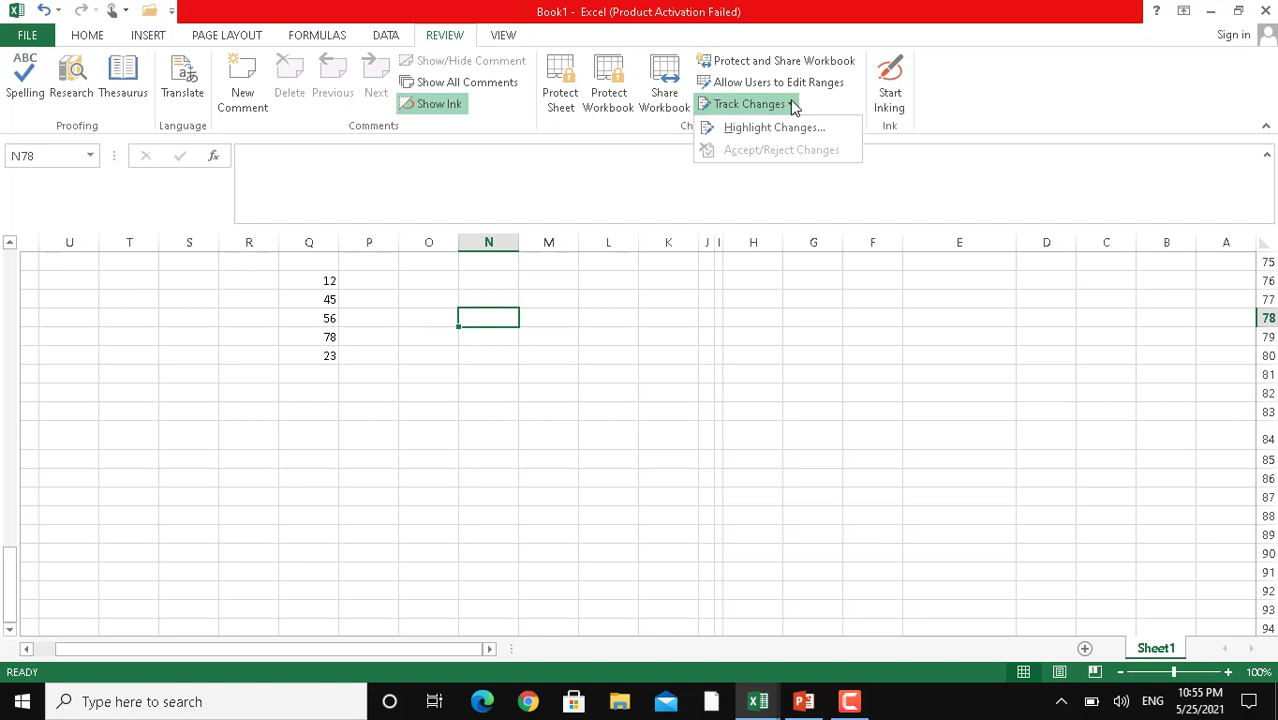 Book1 - Excel (Product Activation Failed)
?
FILE HOME INSERT PAGE LAYOUT FORMULAS DATA REVIEW VIEW Sign in
ABC
Spelling
Research
Thesaurus
Proofing
Translate
Language
New Comment
Delete
Previous
Next
Show/Hide Comment
Show All Comments
Show Ink
Comments
Protect Sheet
Protect Workbook
Share Workbook
Protect and Share Workbook
Allow Users to Edit Ranges
Track Changes
Highlight Changes...
Accept/Reject Changes
Start Inking
Ink
N78
fx
U T S R Q P O N M L K J I H G F E D C B A
75
12 76
45 77
56 78
78 79
23 80
81
82
83
84
85
86
87
88
89
90
91
92
93
94
Sheet1
READY
100%
Type here to search
ENG
10:55 PM
5/25/2021